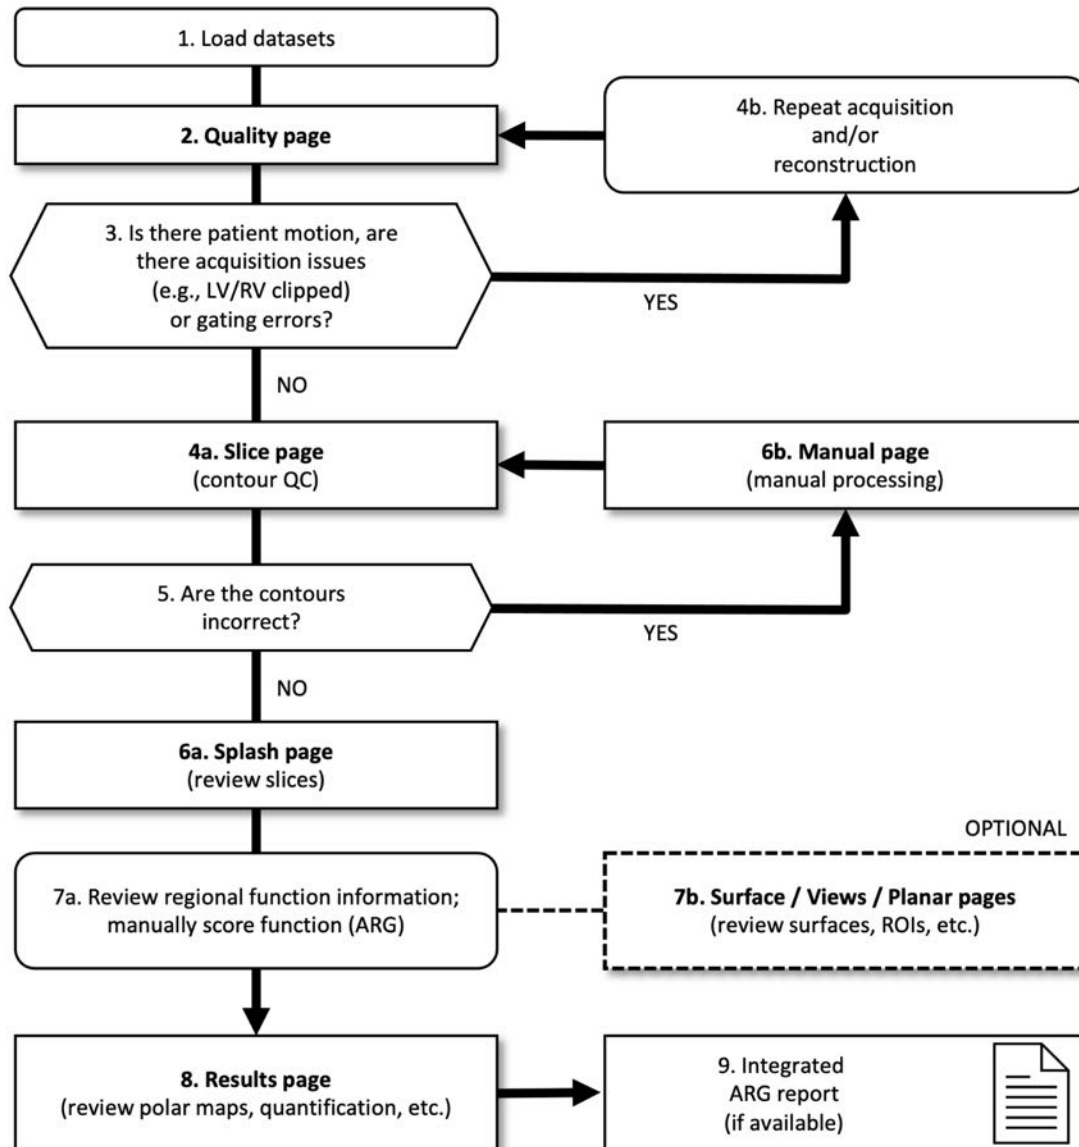 1. Load datasets
2. Quality page
4b. Repeat acquisition
and/or
reconstruction
3. Is there patient motion, are
there acquisition issues
(e.g., LV/RV clipped)
or gating errors?
YES
NO
4a. Slice page
(contour QC)
6b. Manual page
(manual processing)
5. Are the contours
incorrect?
YES
NO
6a. Splash page
(review slices)
OPTIONAL
7a. Review regional function information;
manually score function (ARG)
7b. Surface / Views / Planar pages
(review surfaces, ROIs, etc.)
8. Results page
(review polar maps, quantification, etc.)
9. Integrated
ARG report
(if available)